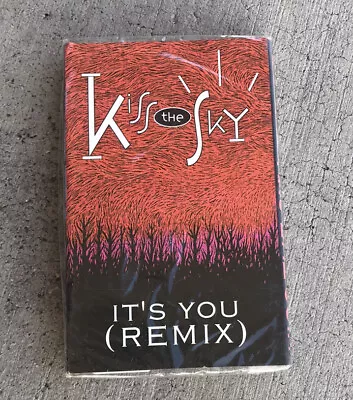 Kiss the Sky
IT'S YOU
(REMIX)